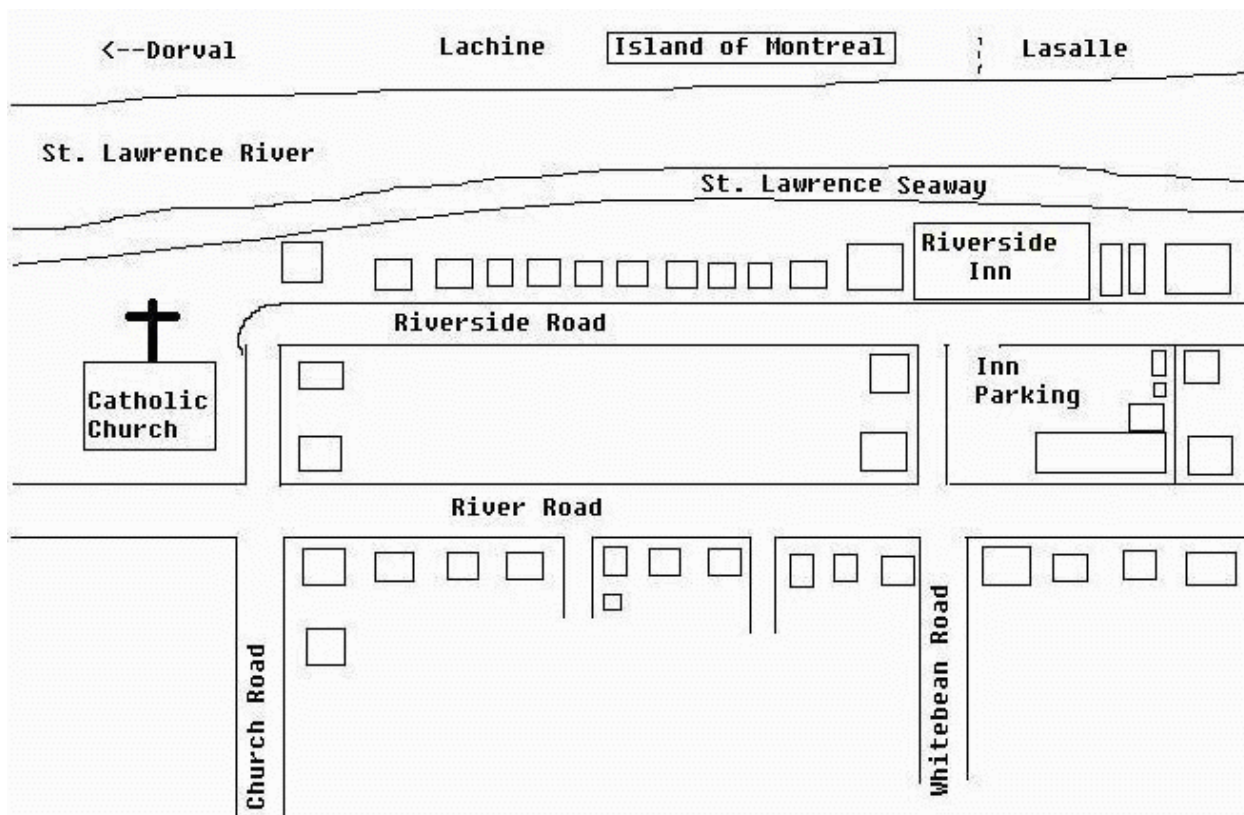 <--Dorval
Lachine
Island of Montreal
Lasalle
St. Lawrence River
St. Lawrence Seaway
Riverside
Inn
Riverside Road
Catholic
Church
Inn
Parking
River Road
Church Road
Whitebean Road